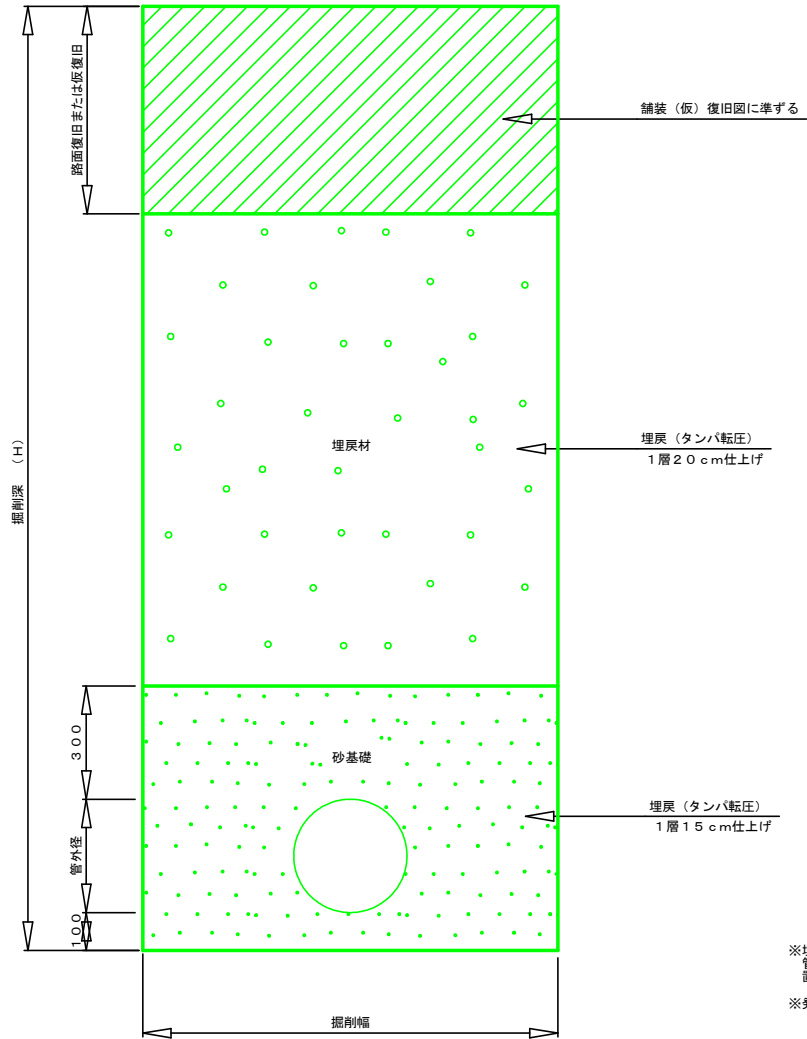 路面復旧または仮復旧
舗装（仮）復旧図に準ずる
掘削深　（Ｈ）
埋戻材
埋戻（タンパ転圧）
１層２０ｃｍ仕上げ
３００
砂基礎
管外径
埋戻（タンパ転圧）
１層１５ｃｍ仕上げ
１００
掘削幅